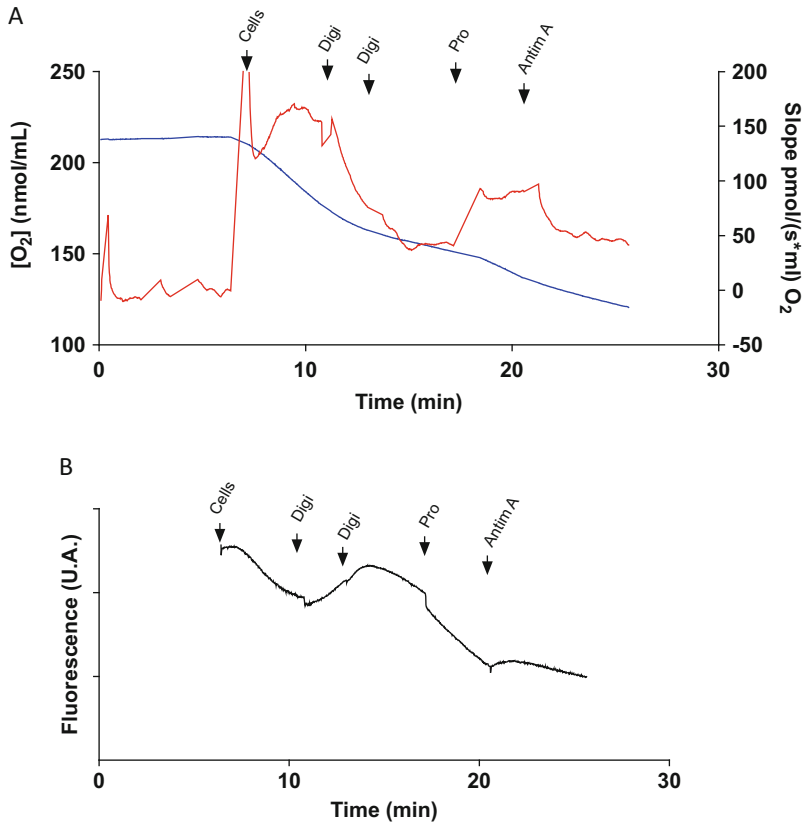 A
Cells
Digi
Digi
Pro
Antim A
250
200
150
100
[O₂] (nmol/mL)
200
150
100
50
0
-50
Slope pmol/(s*ml) O₂
0
10
20
30
Time (min)
B
Cells
Digi
Digi
Pro
Antim A
Fluorescence (U.A.)
0
10
20
30
Time (min)